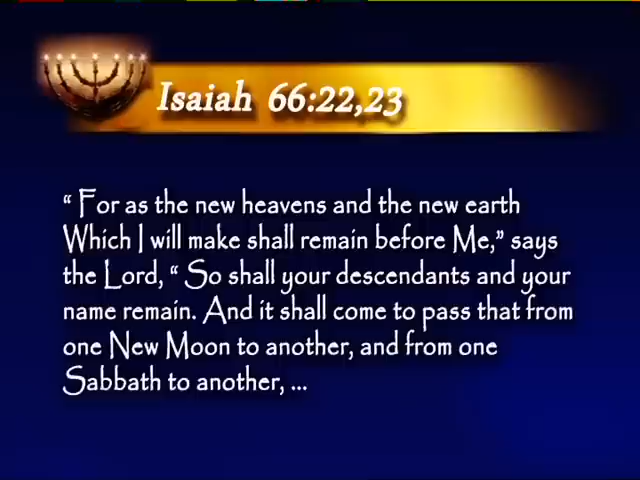 Isaiah 66:22,23
“ For as the new heavens and the new earth
Which I will make shall remain before Me,” says
the Lord, “ So shall your descendants and your
name remain. And it shall come to pass that from
one New Moon to another, and from one
Sabbath to another, ...